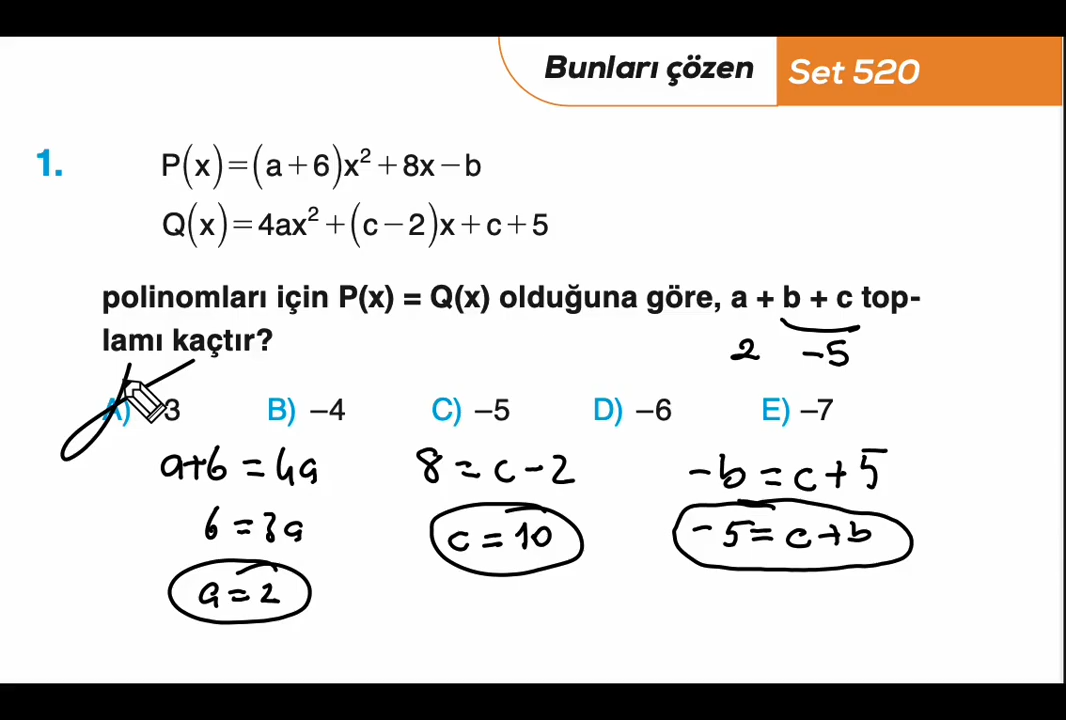 Bunları çözen Set 520
1. P(x)=(a+6)x²+8x−b
Q(x)=4ax²+(c−2)x+c+5
polinomları için P(x) = Q(x) olduğuna göre, a + b + c top-
lamı kaçtır?
2 -5
A) 3 B) −4 C) −5 D) −6 E) −7
a+6 = 4a 8 = c-2 -b = c+5
6 = 3a c = 10 -5 = c+b
a = 2